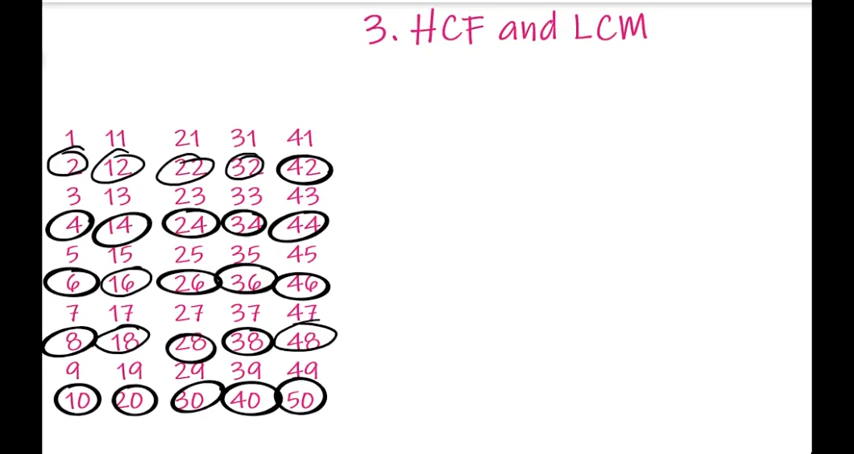 3. HCF and LCM
1 11 21 31 41
2 12 22 32 42
3 13 23 33 43
4 14 24 34 44
5 15 25 35 45
6 16 26 36 46
7 17 27 37 47
8 18 28 38 48
9 19 29 39 49
10 20 30 40 50